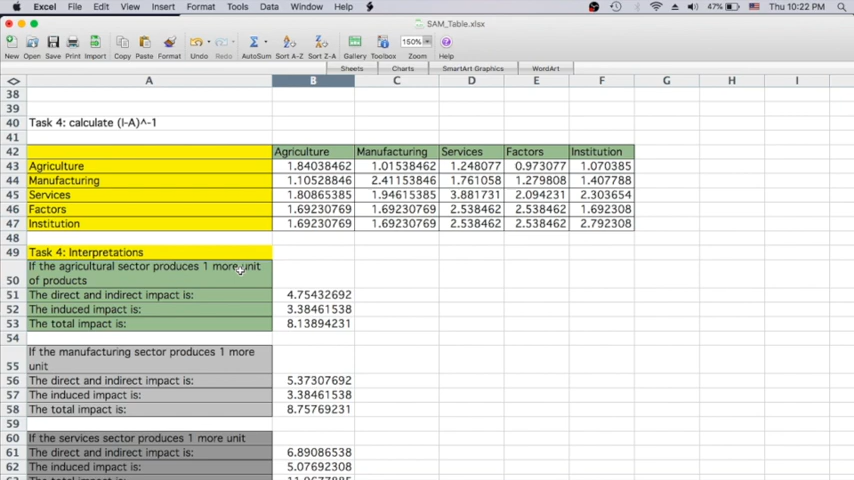 Excel File Edit View Insert Format Tools Data Window Help 47% Thu 10:22 PM
SAM_Table.xlsx
150%
New Open Save Print Import Copy Paste Format Undo Redo AutoSum Sort A-Z Sort Z-A Gallery Toolbox Zoom Help
Sheets Charts SmartArt Graphics WordArt
A B C D E F G H I
38
39
40 Task 4: calculate (I-A)^-1
41
42 Agriculture Manufacturing Services Factors Institution
43 Agriculture 1.84038462 1.01538462 1.248077 0.973077 1.070385
44 Manufacturing 1.10528846 2.41153846 1.761058 1.279808 1.407788
45 Services 1.80865385 1.94615385 3.881731 2.094231 2.303654
46 Factors 1.69230769 1.69230769 2.538462 2.538462 1.692308
47 Institution 1.69230769 1.69230769 2.538462 2.538462 2.792308
48
49 Task 4: Interpretations
If the agricultural sector produces 1 more unit
50 of products
51 The direct and indirect impact is: 4.75432692
52 The induced impact is: 3.38461538
53 The total impact is: 8.13894231
54
If the manufacturing sector produces 1 more
55 unit
56 The direct and indirect impact is: 5.37307692
57 The induced impact is: 3.38461538
58 The total impact is: 8.75769231
59
60 If the services sector produces 1 more unit
61 The direct and indirect impact is: 6.89086538
62 The induced impact is: 5.07692308